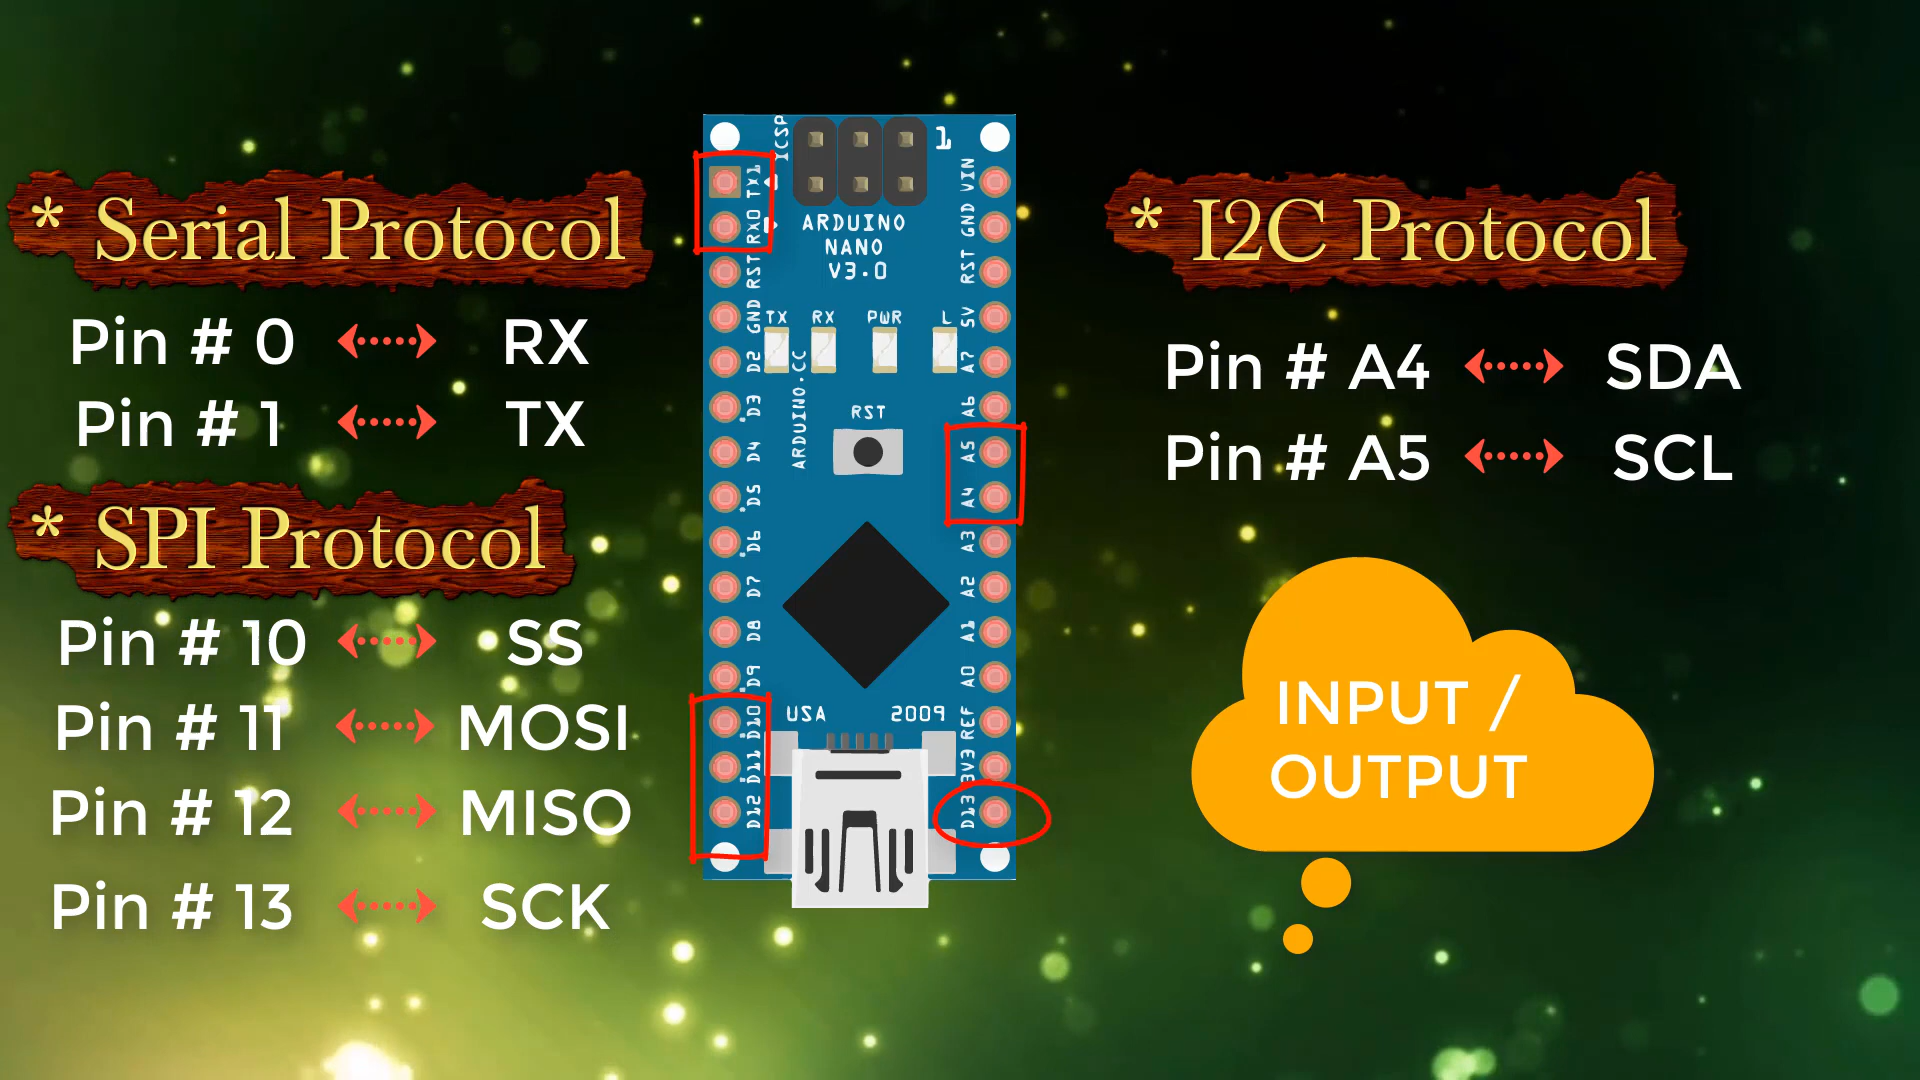 * Serial Protocol
Pin # 0 RX
Pin # 1 TX
* SPI Protocol
Pin # 10 SS
Pin # 11 MOSI
Pin # 12 MISO
Pin # 13 SCK
ICSP
1
ARDUINO
NANO
V3.0
TX RX PWR L
ARDUINO.CC
RST
USA 2009
TX1
RX0
RST
GND
D2
D3
D4
D5
D6
D7
D8
D9
D10
D11
D12
VIN
GND
RST
5V
A7
A6
A5
A4
A3
A2
A1
A0
REF
3V3
D13
* I2C Protocol
Pin # A4 SDA
Pin # A5 SCL
INPUT /
OUTPUT